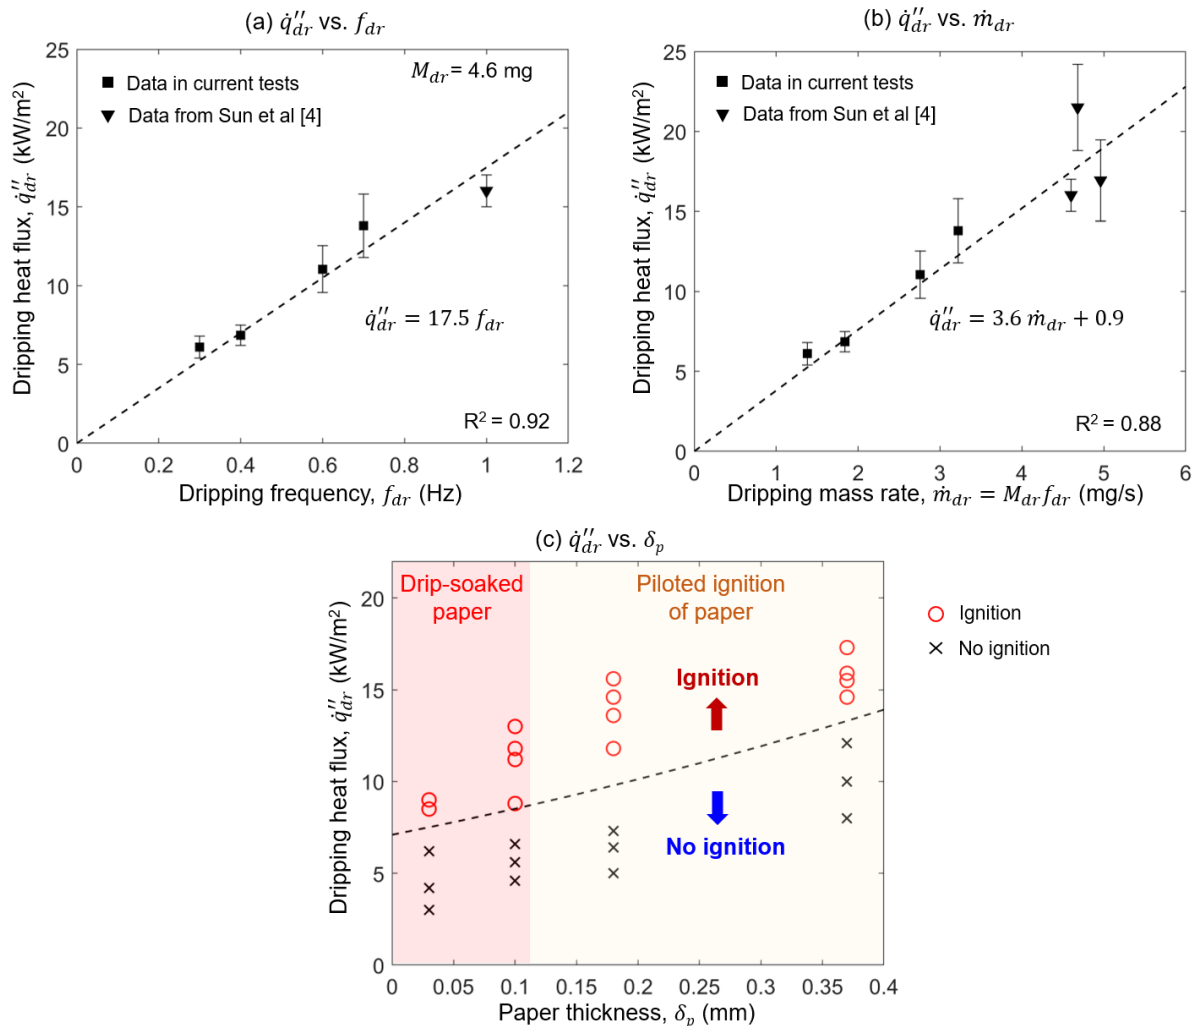 (a) q̇″dr vs. fdr
25
20
15
10
5
0
0 0.2 0.4 0.6 0.8 1 1.2
Dripping heat flux, q̇″dr (kW/m²)
Dripping frequency, fdr (Hz)
Data in current tests
Data from Sun et al [4]
Mdr = 4.6 mg
q̇″dr = 17.5 fdr
R² = 0.92
(b) q̇″dr vs. ṁdr
25
20
15
10
5
0
0 1 2 3 4 5 6
Dripping heat flux, q̇″dr (kW/m²)
Dripping mass rate, ṁdr = Mdrfdr (mg/s)
Data in current tests
Data from Sun et al [4]
q̇″dr = 3.6 ṁdr + 0.9
R² = 0.88
(c) q̇″dr vs. δp
20
15
10
5
0
0 0.05 0.1 0.15 0.2 0.25 0.3 0.35 0.4
Dripping heat flux, q̇″dr (kW/m²)
Paper thickness, δp (mm)
Drip-soaked
paper
Piloted ignition
of paper
Ignition
No ignition
Ignition
No ignition